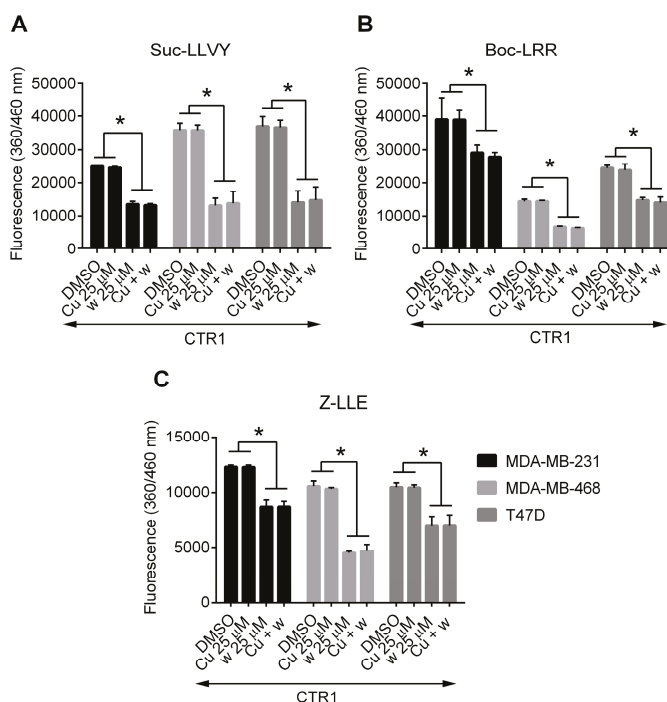 A
Suc-LLVY
Fluorescence (360/460 nm)
50000
40000
30000
20000
10000
0
*
*
*
DMSO
Cu 25 µM
w 25 µM
Cu + w
DMSO
Cu 25 µM
w 25 µM
Cu + w
DMSO
Cu 25 µM
w 25 µM
Cu + w
CTR1
B
Boc-LRR
Fluorescence (360/460 nm)
50000
40000
30000
20000
10000
0
*
*
*
DMSO
Cu 25 µM
w 25 µM
Cu + w
DMSO
Cu 25 µM
w 25 µM
Cu + w
DMSO
Cu 25 µM
w 25 µM
Cu + w
CTR1
C
Z-LLE
Fluorescence (360/460 nm)
15000
10000
5000
0
*
*
*
DMSO
Cu 25 µM
w 25 µM
Cu + w
DMSO
Cu 25 µM
w 25 µM
Cu + w
DMSO
Cu 25 µM
w 25 µM
Cu + w
CTR1
MDA-MB-231
MDA-MB-468
T47D